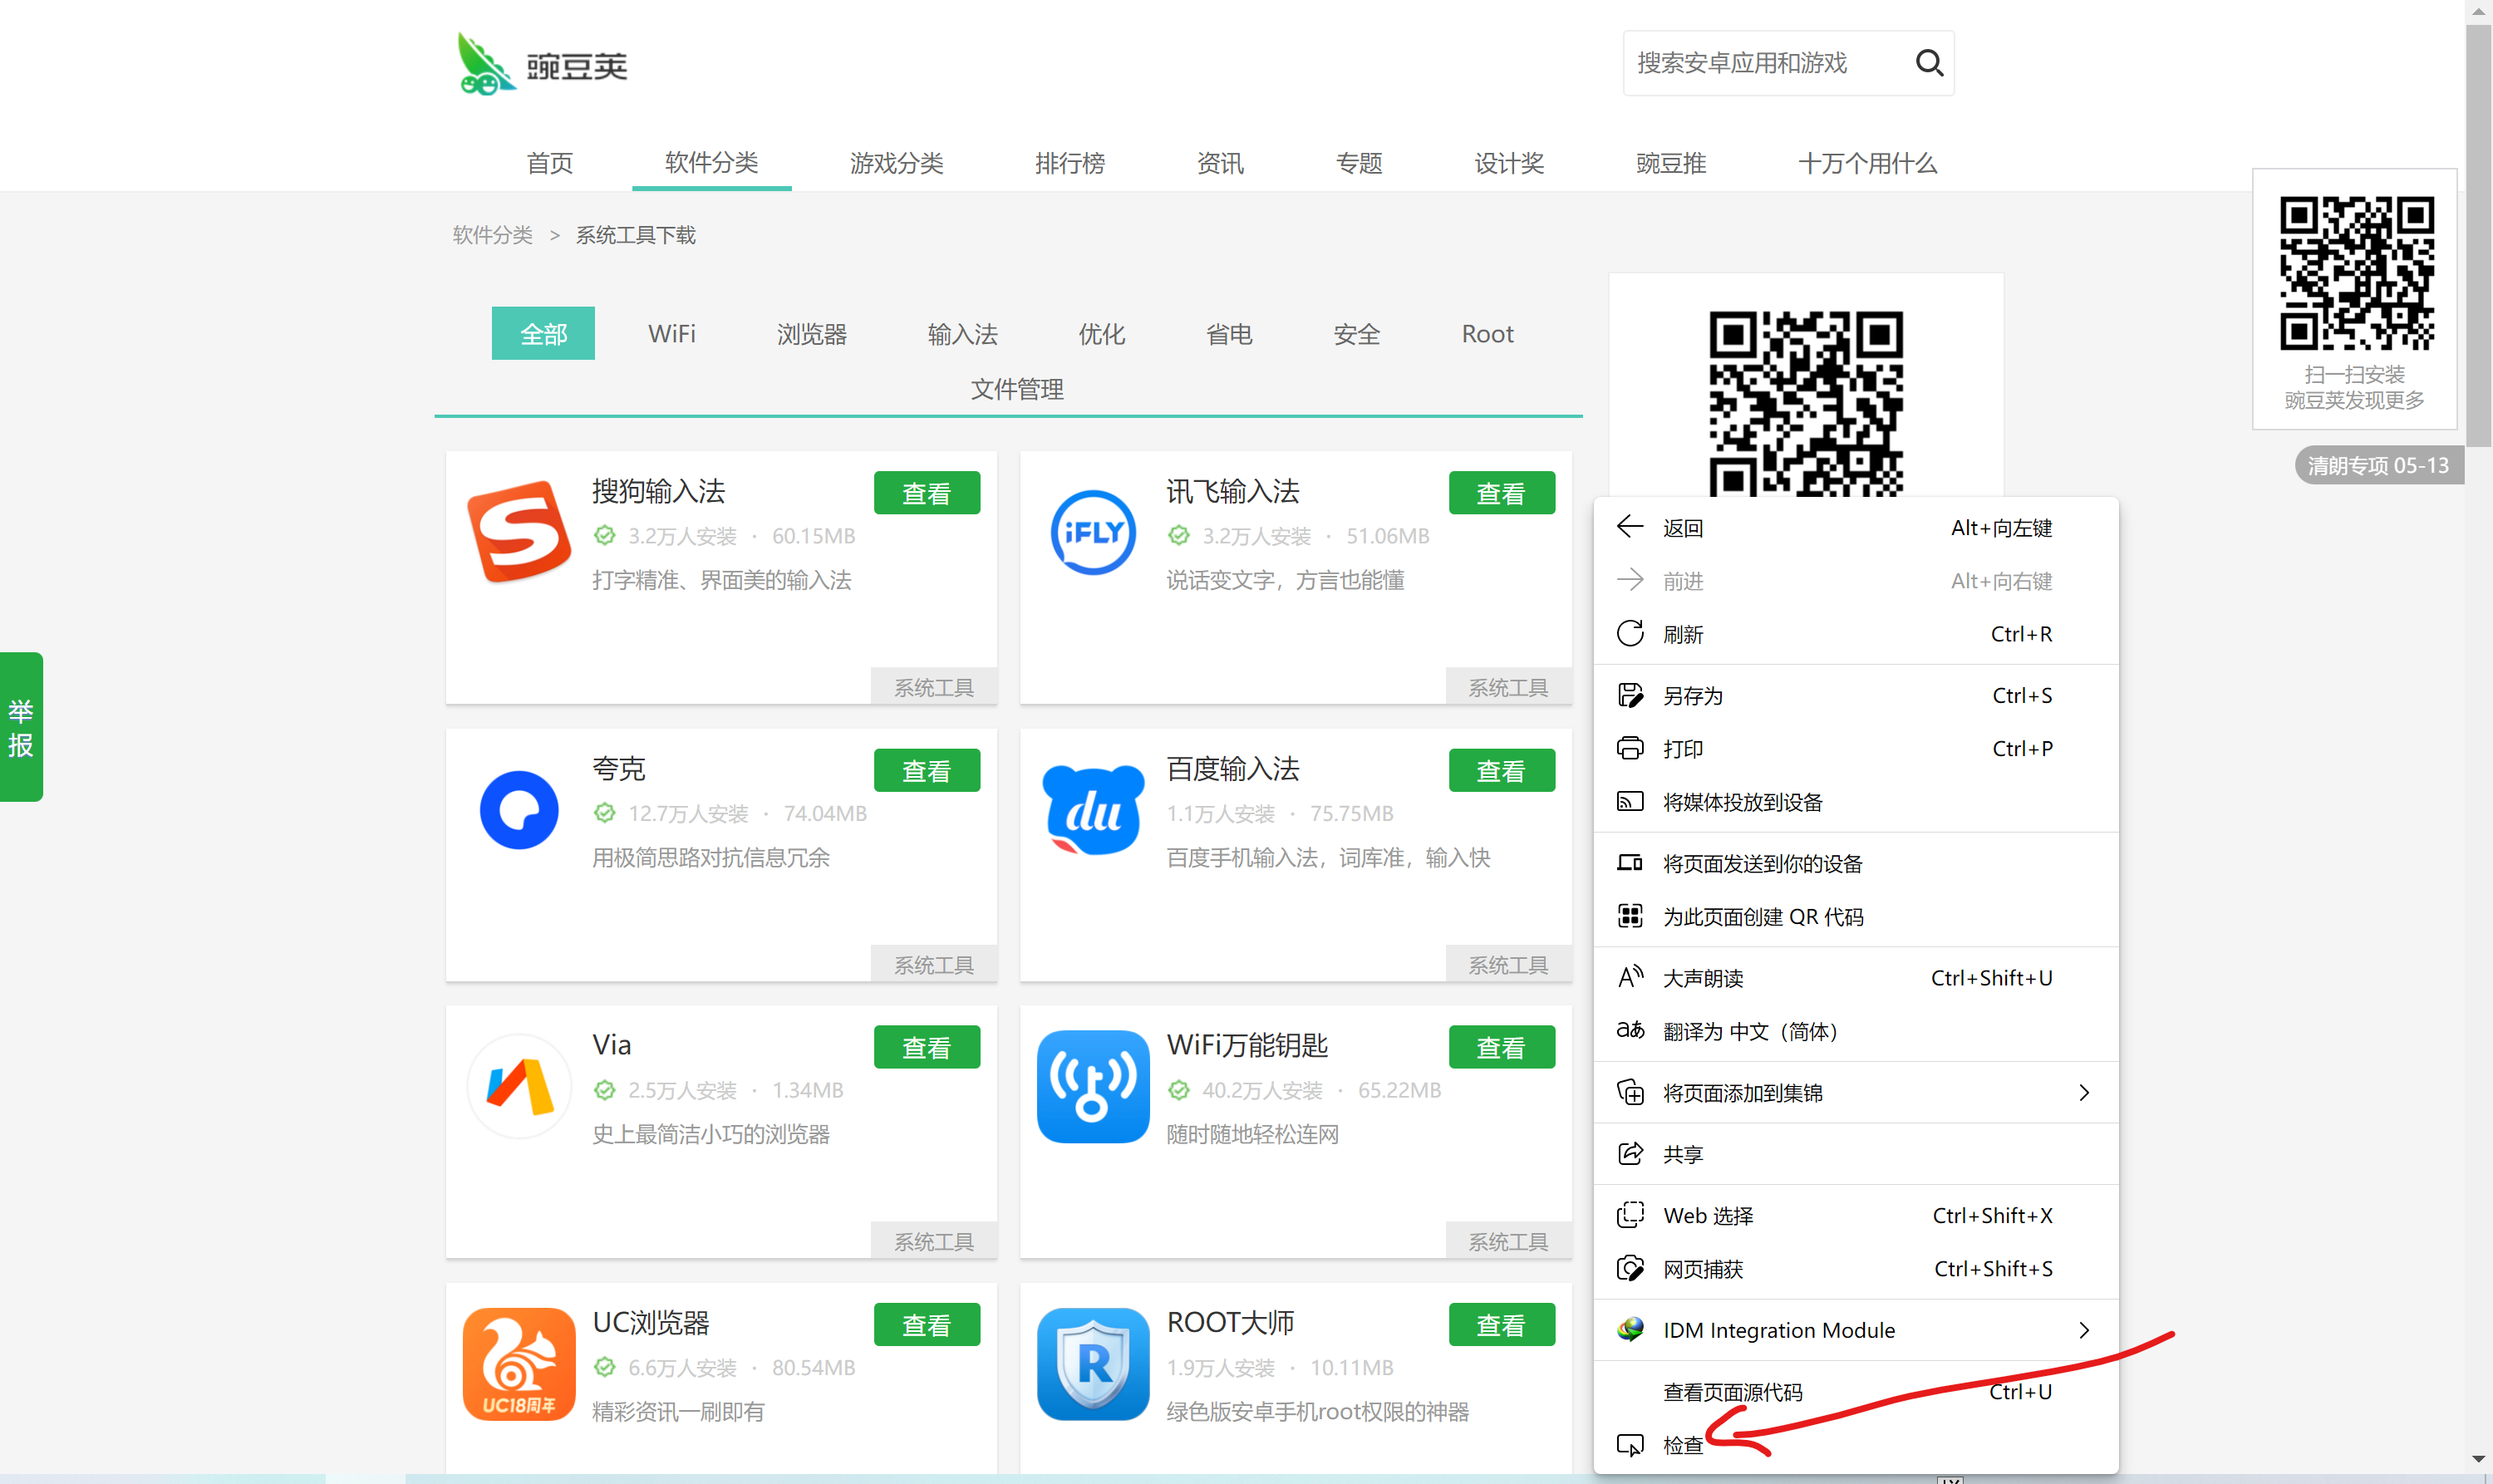 豌豆荚
搜索安卓应用和游戏
首页 软件分类 游戏分类 排行榜 资讯 专题 设计奖 豌豆推 十万个用什么
软件分类 > 系统工具下载
全部 WiFi 浏览器 输入法 优化 省电 安全 Root
文件管理
扫一扫安装
豌豆荚发现更多
清朗专项 05-13
举
报
搜狗输入法
查看
3.2万人安装 · 60.15MB
打字精准、界面美的输入法
系统工具
iFLY
讯飞输入法
查看
3.2万人安装 · 51.06MB
说话变文字，方言也能懂
系统工具
夸克
查看
12.7万人安装 · 74.04MB
用极简思路对抗信息冗余
系统工具
du
百度输入法
查看
1.1万人安装 · 75.75MB
百度手机输入法，词库准，输入快
系统工具
Via
查看
2.5万人安装 · 1.34MB
史上最简洁小巧的浏览器
系统工具
WiFi万能钥匙
查看
40.2万人安装 · 65.22MB
随时随地轻松连网
系统工具
UC18周年
UC浏览器
查看
6.6万人安装 · 80.54MB
精彩资讯一刷即有
R
ROOT大师
查看
1.9万人安装 · 10.11MB
绿色版安卓手机root权限的神器
返回 Alt+向左键
前进 Alt+向右键
刷新 Ctrl+R
另存为 Ctrl+S
打印 Ctrl+P
将媒体投放到设备
将页面发送到你的设备
为此页面创建 QR 代码
大声朗读 Ctrl+Shift+U
翻译为 中文（简体）
将页面添加到集锦
共享
Web 选择 Ctrl+Shift+X
网页捕获 Ctrl+Shift+S
IDM Integration Module
查看页面源代码 Ctrl+U
检查